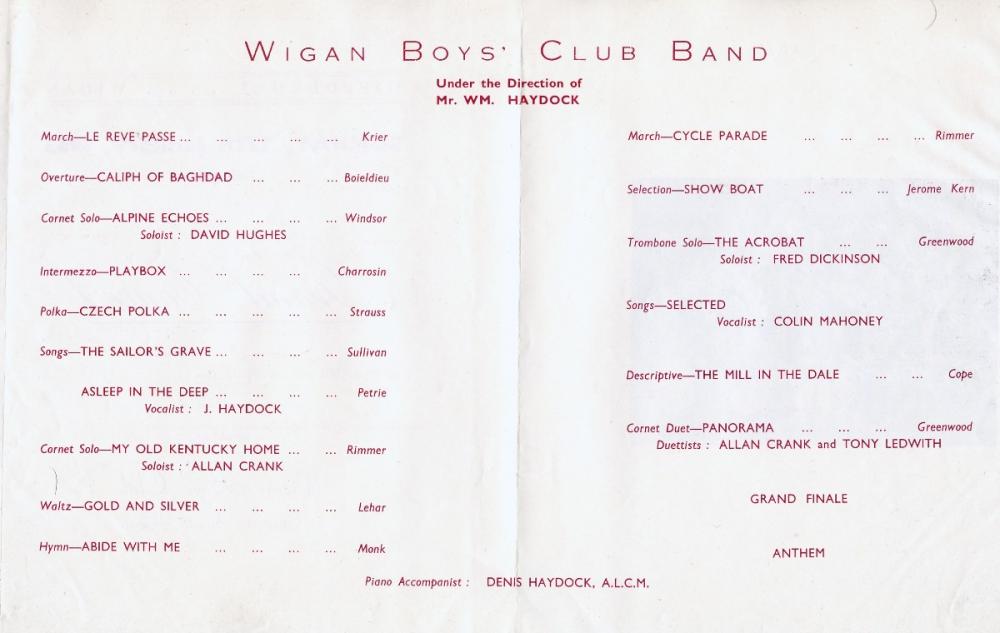 WIGAN BOYS' CLUB BAND
Under the Direction of
Mr. WM. HAYDOCK
March—LE REVE PASSE ... ... ... ... ... Krier
Overture—CALIPH OF BAGHDAD ... ... ... Boieldieu
Cornet Solo—ALPINE ECHOES ... ... ... ... Windsor
Soloist : DAVID HUGHES
Intermezzo—PLAYBOX ... ... ... ... Charrosin
Polka—CZECH POLKA ... ... ... ... ... Strauss
Songs—THE SAILOR'S GRAVE ... ... ... ... Sullivan
ASLEEP IN THE DEEP ... ... ... ... Petrie
Vocalist : J. HAYDOCK
Cornet Solo—MY OLD KENTUCKY HOME ... ... Rimmer
Soloist : ALLAN CRANK
Waltz—GOLD AND SILVER ... ... ... ... Lehar
Hymn—ABIDE WITH ME ... ... ... ... Monk
March—CYCLE PARADE ... ... ... ... Rimmer
Selection—SHOW BOAT ... ... ... Jerome Kern
Trombone Solo—THE ACROBAT ... ... Greenwood
Soloist : FRED DICKINSON
Songs—SELECTED
Vocalist : COLIN MAHONEY
Descriptive—THE MILL IN THE DALE ... ... Cope
Cornet Duet—PANORAMA ... ... ... Greenwood
Duettists : ALLAN CRANK and TONY LEDWITH
GRAND FINALE
ANTHEM
Piano Accompanist : DENIS HAYDOCK, A.L.C.M.